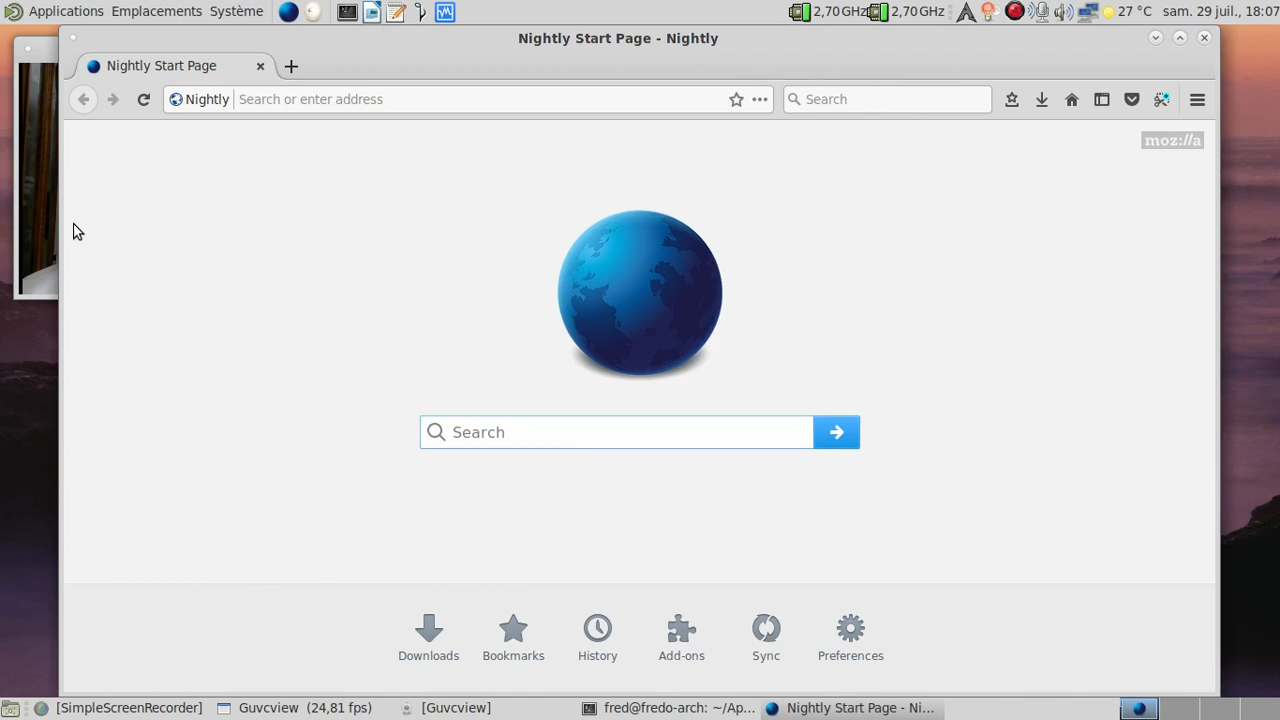 Applications Emplacements Système 2,70 GHz 2,70 GHz 27 °C sam. 29 juil., 18:07
Nightly Start Page - Nightly
Nightly Start Page
Nightly Search or enter address Search
moz://a
Search
Downloads Bookmarks History Add-ons Sync Preferences
[SimpleScreenRecorder] Guvcview (24,81 fps) [Guvcview] fred@fredo-arch: ~/Ap... Nightly Start Page - Ni...